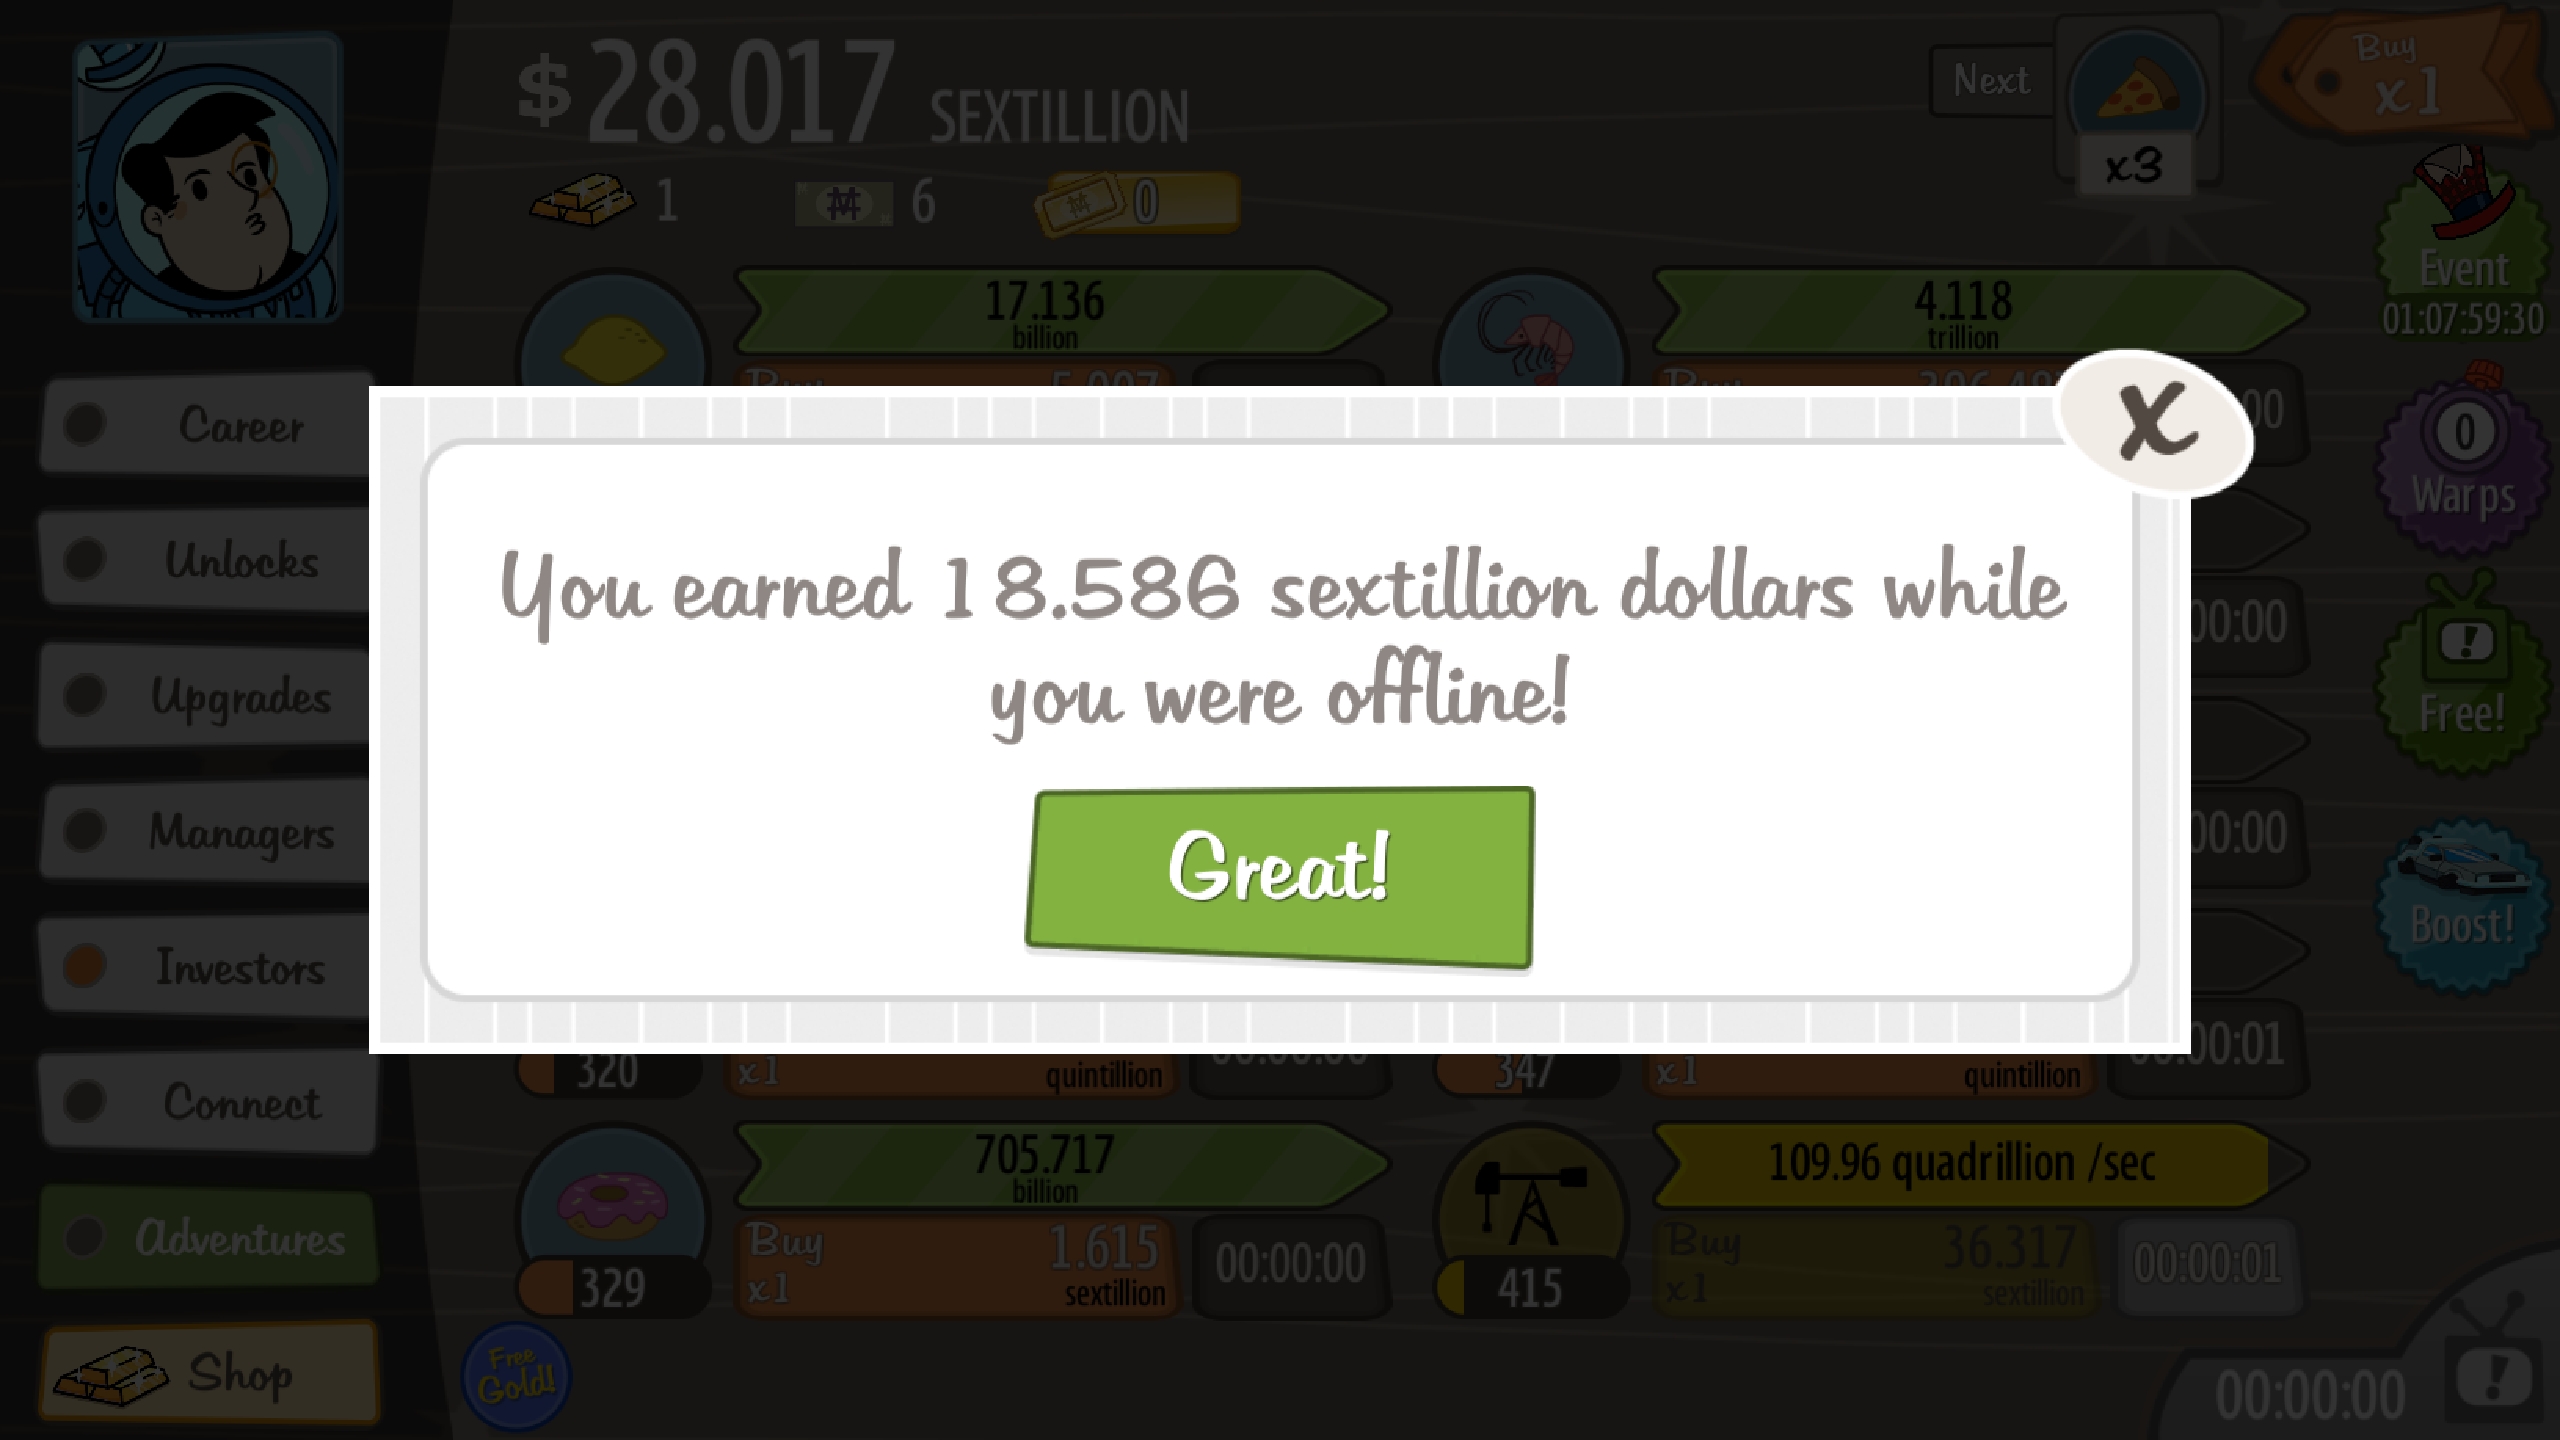 $28.017 SEXTILLION
1
6
0
Next
x3
Buy
x1
Event
01:07:59:30
17.136
billion
4.118
trillion
Career
Unlocks
Upgrades
Managers
Investors
Connect
Adventures
Shop
X
You earned 18.586 sextillion dollars while
you were offline!
Great!
0
Warps
!
Free!
Boost!
00
00:00
00:00
00:01
320
x1
quintillion
347
x1
quintillion
705.717
billion
109.96 quadrillion /sec
329
Buy
x1
1.615
sextillion
00:00:00
415
Buy
x1
36.317
sextillion
00:00:01
Free
Gold!
00:00:00
!